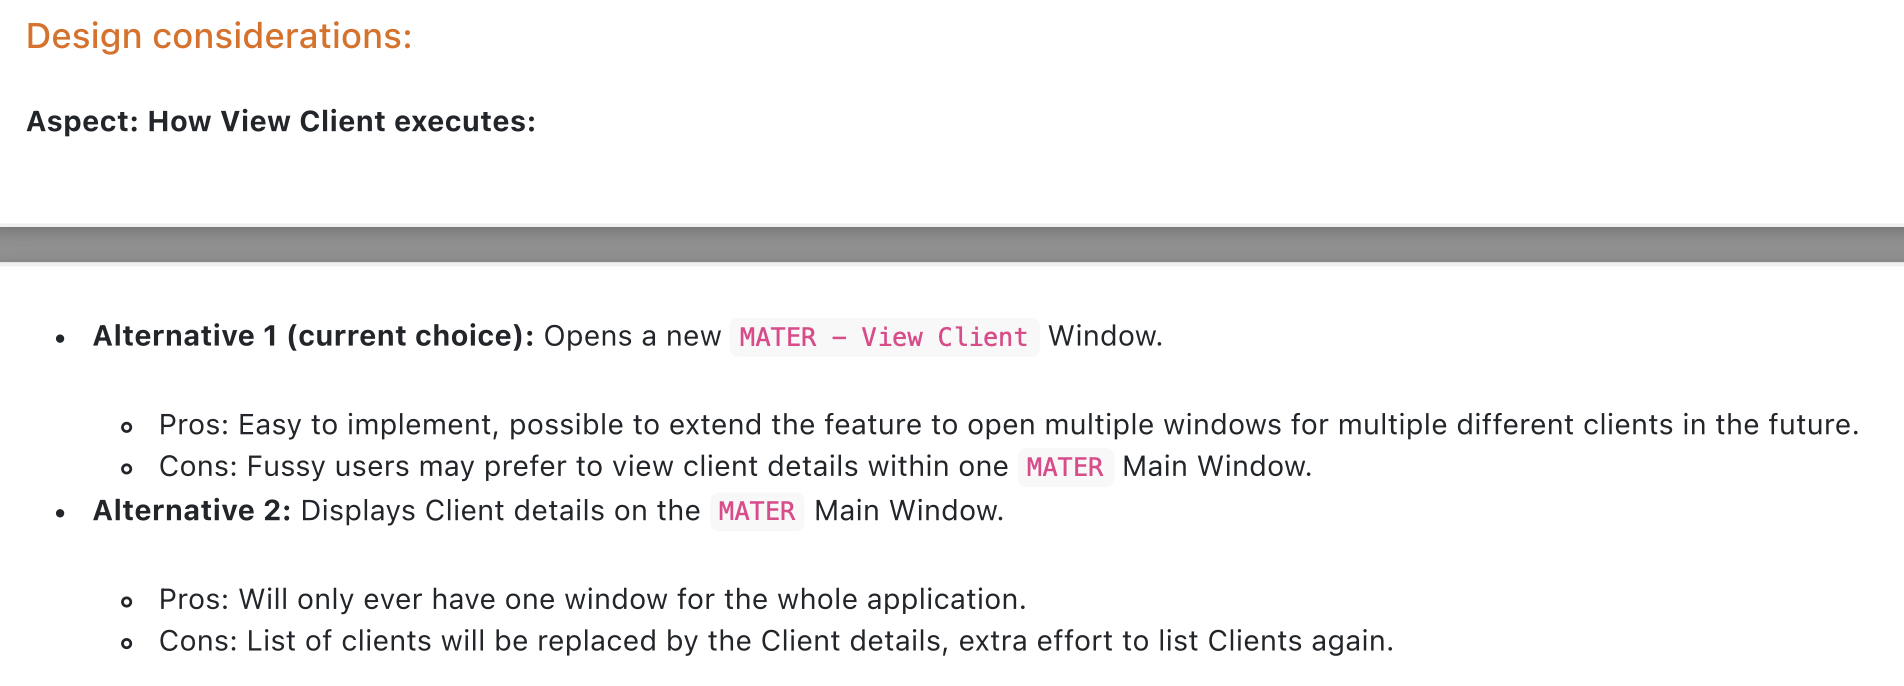 Design considerations:
Aspect: How View Client executes:
Alternative 1 (current choice): Opens a new MATER – View Client Window.
Pros: Easy to implement, possible to extend the feature to open multiple windows for multiple different clients in the future.
Cons: Fussy users may prefer to view client details within one MATER Main Window.
Alternative 2: Displays Client details on the MATER Main Window.
Pros: Will only ever have one window for the whole application.
Cons: List of clients will be replaced by the Client details, extra effort to list Clients again.